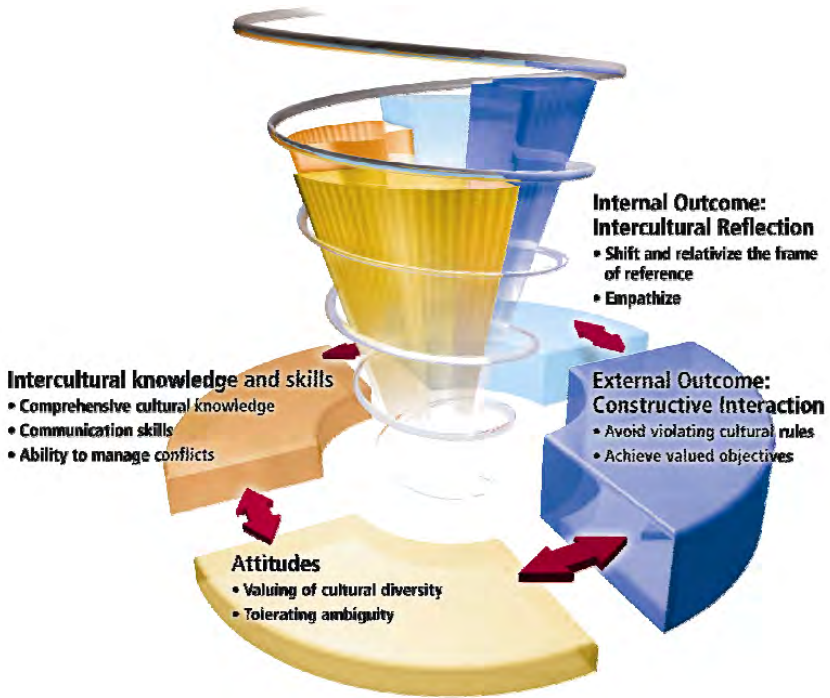 Internal Outcome:
Intercultural Reflection
• Shift and relativize the frame
of reference
• Empathize
Intercultural knowledge and skills
• Comprehensive cultural knowledge
• Communication skills
• Ability to manage conflicts
External Outcome:
Constructive Interaction
• Avoid violating cultural rules
• Achieve valued objectives
Attitudes
• Valuing of cultural diversity
• Tolerating ambiguity